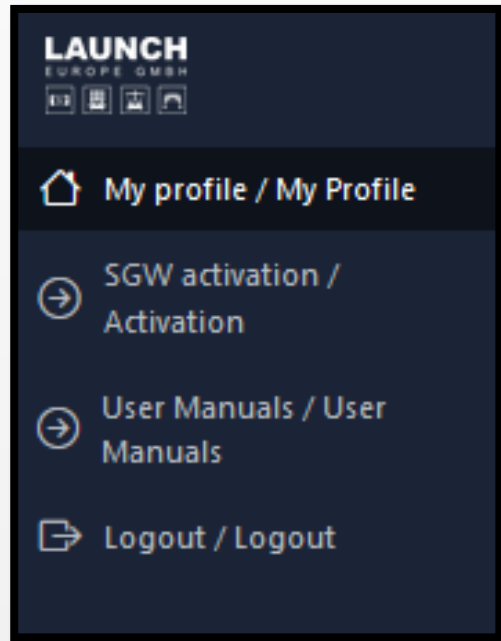 LAUNCH
EUROPE GMBH
My profile / My Profile
SGW activation /
Activation
User Manuals / User
Manuals
Logout / Logout